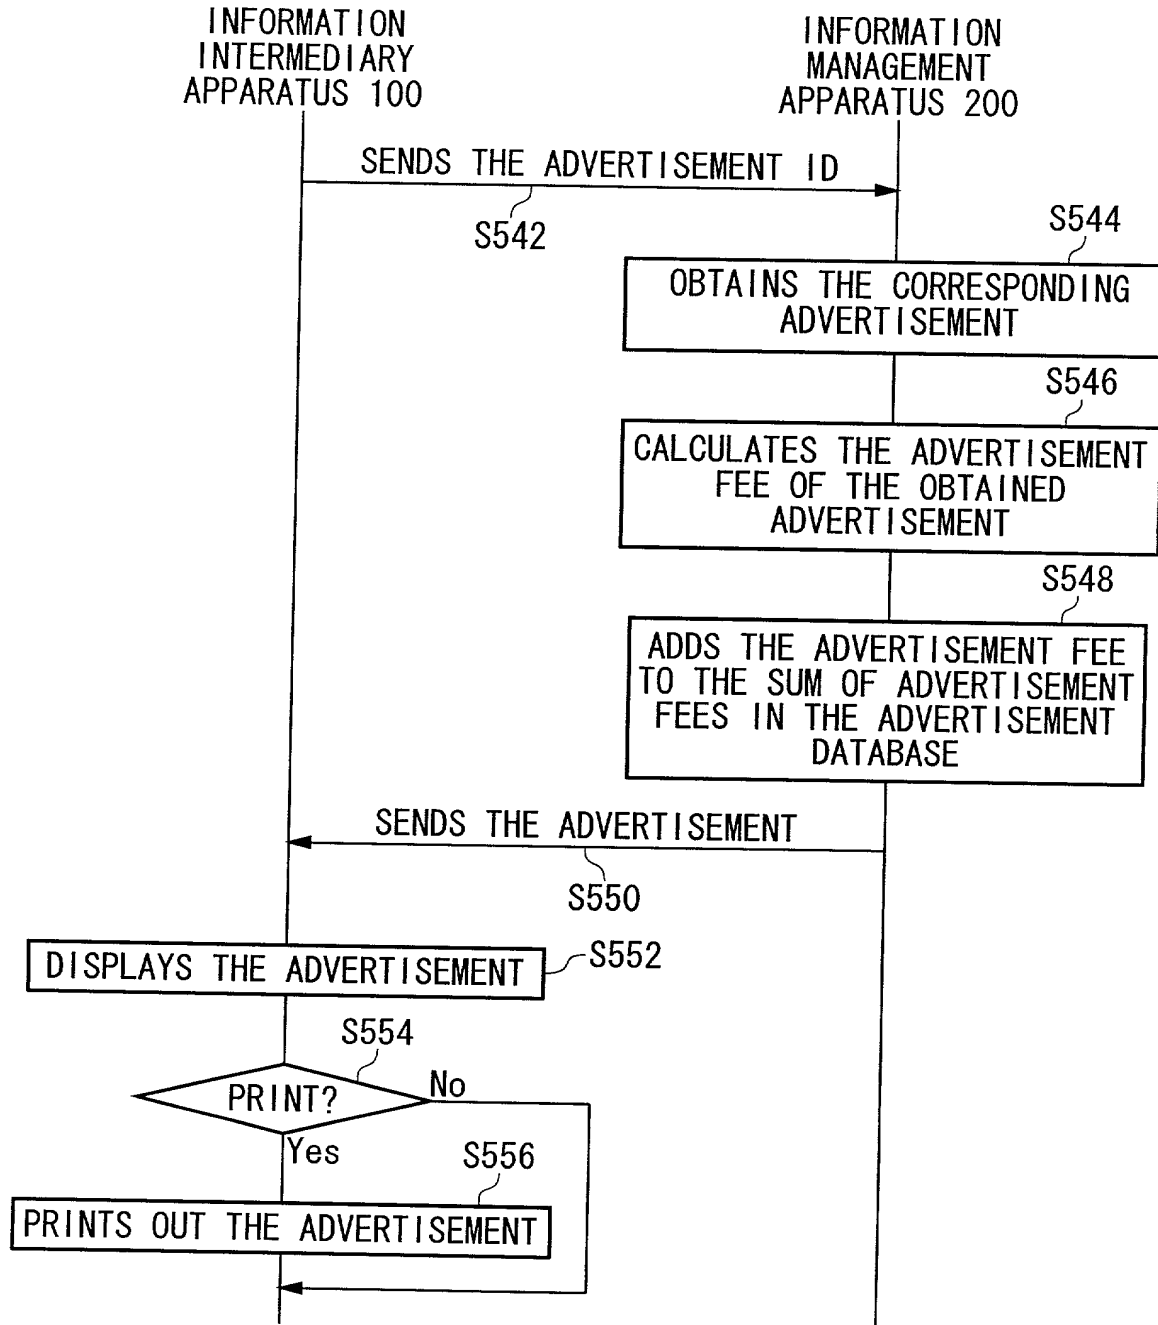 INFORMATION
INTERMEDIARY
APPARATUS 100
INFORMATION
MANAGEMENT
APPARATUS 200
SENDS THE ADVERTISEMENT ID
S542
S544
OBTAINS THE CORRESPONDING
ADVERTISEMENT
S546
CALCULATES THE ADVERTISEMENT
FEE OF THE OBTAINED
ADVERTISEMENT
S548
ADDS THE ADVERTISEMENT FEE
TO THE SUM OF ADVERTISEMENT
FEES IN THE ADVERTISEMENT
DATABASE
SENDS THE ADVERTISEMENT
S550
DISPLAYS THE ADVERTISEMENT
S552
S554
PRINT?
No
Yes
S556
PRINTS OUT THE ADVERTISEMENT